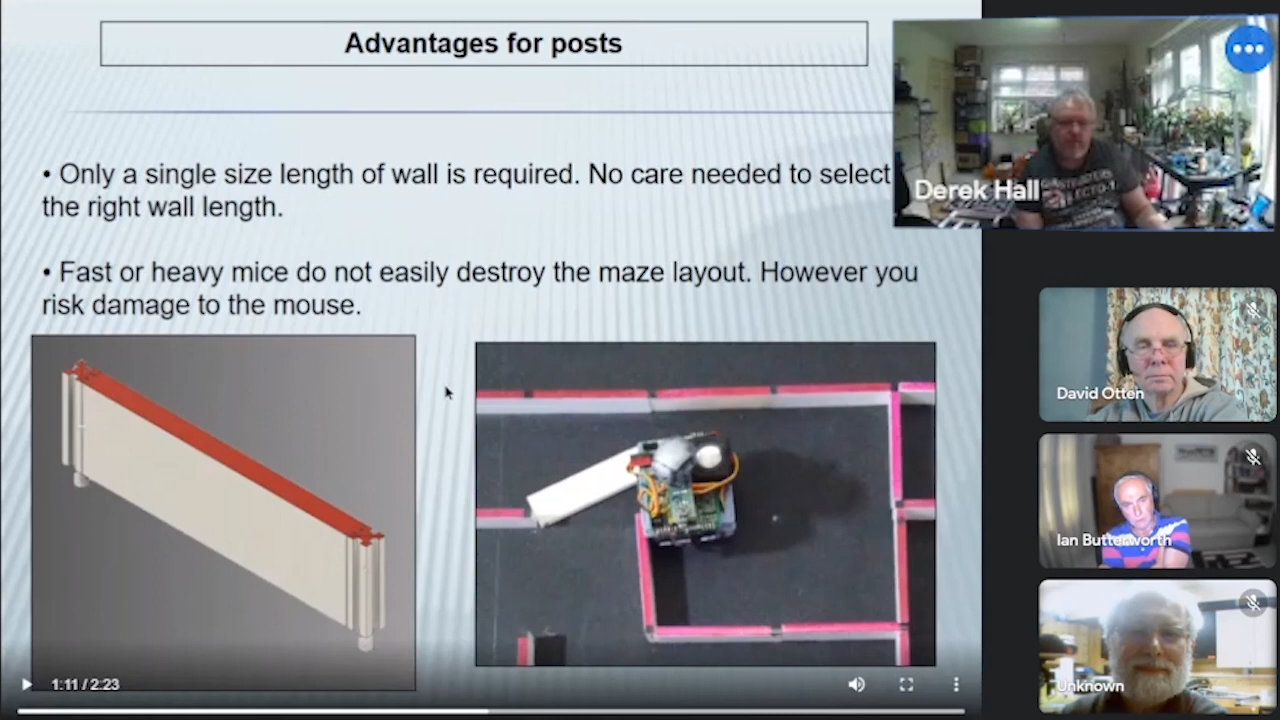 Advantages for posts
• Only a single size length of wall is required. No care needed to select
the right wall length.
• Fast or heavy mice do not easily destroy the maze layout. However you
risk damage to the mouse.
1:11 / 2:23
Derek Hall
David Otten
Ian Butterworth
Unknown